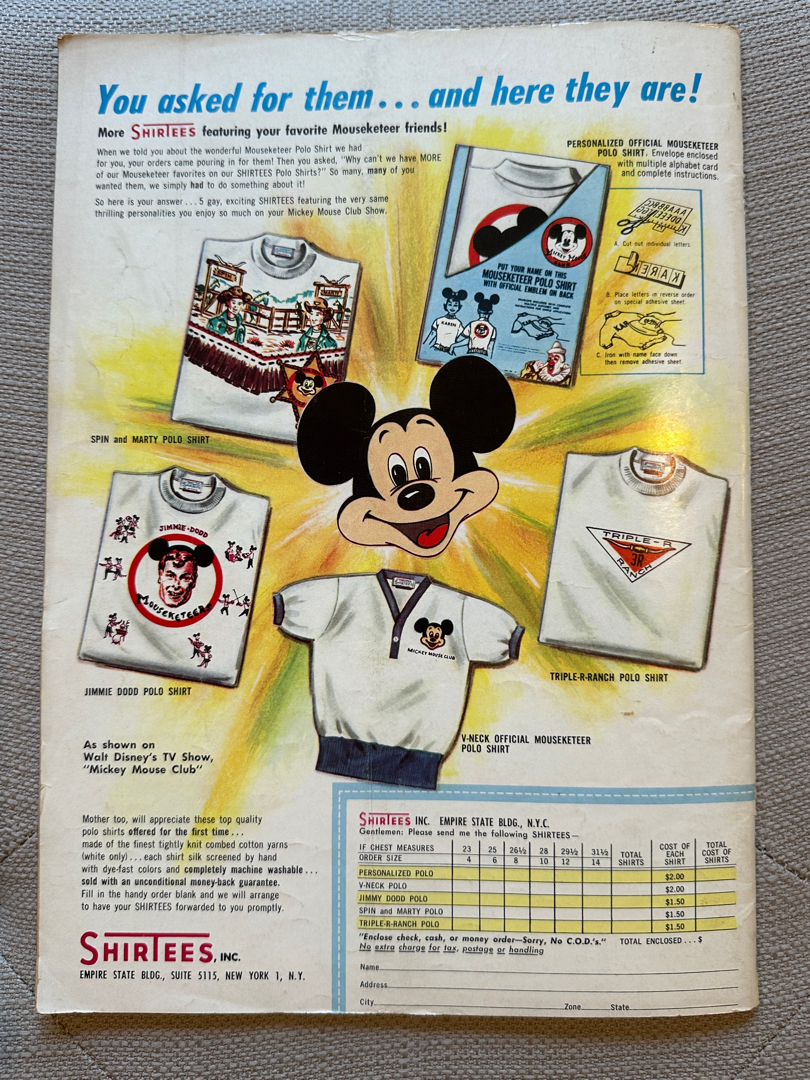 You asked for them...and here they are!
More SHIRTEES featuring your favorite Mouseketeer friends!
When we told you about the wonderful Mouseketeer Polo Shirt we had
for you, your orders came pouring in for them! Then you asked, "Why can't we have MORE
of our Mouseketeer favorites on our SHIRTEES Polo Shirts?" So many, many of you
wanted them, we simply had to do something about it!
So here is your answer...5 gay, exciting SHIRTEES featuring the very same
thrilling personalities you enjoy so much on your Mickey Mouse Club Show.
PERSONALIZED OFFICIAL MOUSEKETEER
POLO SHIRT. Envelope enclosed
with multiple alphabet card
and complete instructions.
A. Cut out individual letters
KAREN
B. Place letters in reverse order
on special adhesive sheet.
C. Iron with name face down
then remove adhesive sheet.
PUT YOUR NAME ON THIS
MOUSEKETEER POLO SHIRT
WITH OFFICIAL EMBLEM ON BACK
KAREN
SPIN and MARTY POLO SHIRT
JIMMIE·DODD
MOUSEKETEER
JIMMIE DODD POLO SHIRT
TRIPLE-R
3R
RANCH
TRIPLE-R-RANCH POLO SHIRT
MICKEY MOUSE CLUB
V-NECK OFFICIAL MOUSEKETEER
POLO SHIRT
As shown on
Walt Disney's TV Show,
"Mickey Mouse Club"
Mother too, will appreciate these top quality
polo shirts offered for the first time...
made of the finest tightly knit combed cotton yarns
(white only)...each shirt silk screened by hand
with dye-fast colors and completely machine washable...
sold with an unconditional money-back guarantee.
Fill in the handy order blank and we will arrange
to have your SHIRTEES forwarded to you promptly.
SHIRTEES, INC.
EMPIRE STATE BLDG., SUITE 5115, NEW YORK 1, N.Y.
SHIRTEES INC. EMPIRE STATE BLDG., N.Y.C.
Gentlemen: Please send me the following SHIRTEES—
IF CHEST MEASURES 23 25 26½ 28 29½ 31½ TOTAL SHIRTS COST OF EACH SHIRT TOTAL COST OF SHIRTS
ORDER SIZE 4 6 8 10 12 14
PERSONALIZED POLO $2.00
V-NECK POLO $2.00
JIMMY DODD POLO $1.50
SPIN and MARTY POLO $1.50
TRIPLE-R-RANCH POLO $1.50
"Enclose check, cash, or money order—Sorry, No C.O.D.'s." TOTAL ENCLOSED...$
No extra charge for tax, postage or handling
Name
Address
City Zone State